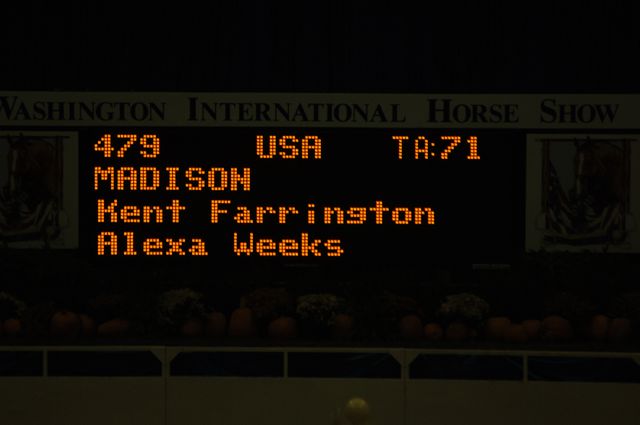 WASHINGTON INTERNATIONAL HORSE SHOW
479 USA TA:71
MADISON
Kent Farrington
Alexa Weeks